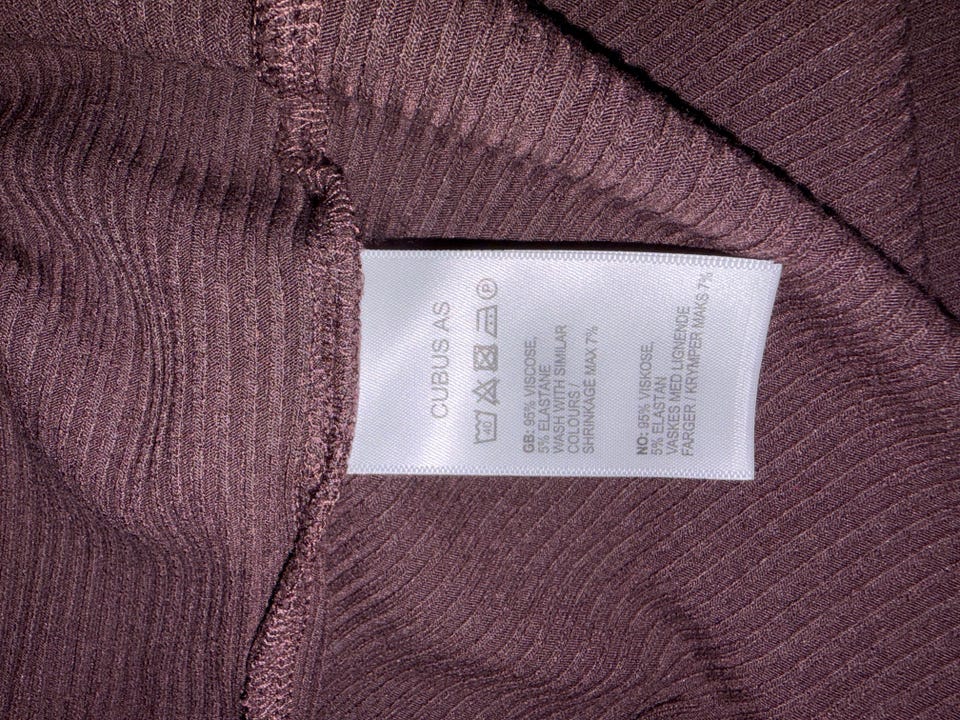 CUBUS AS
40 P
GB: 95% VISCOSE,
5% ELASTANE
WASH WITH SIMILAR
COLOURS /
SHRINKAGE MAX 7%
NO: 95% VISKOSE,
5% ELASTAN
VASKES MED LIGNENDE
FARGER / KRYMPER MAKS 7%